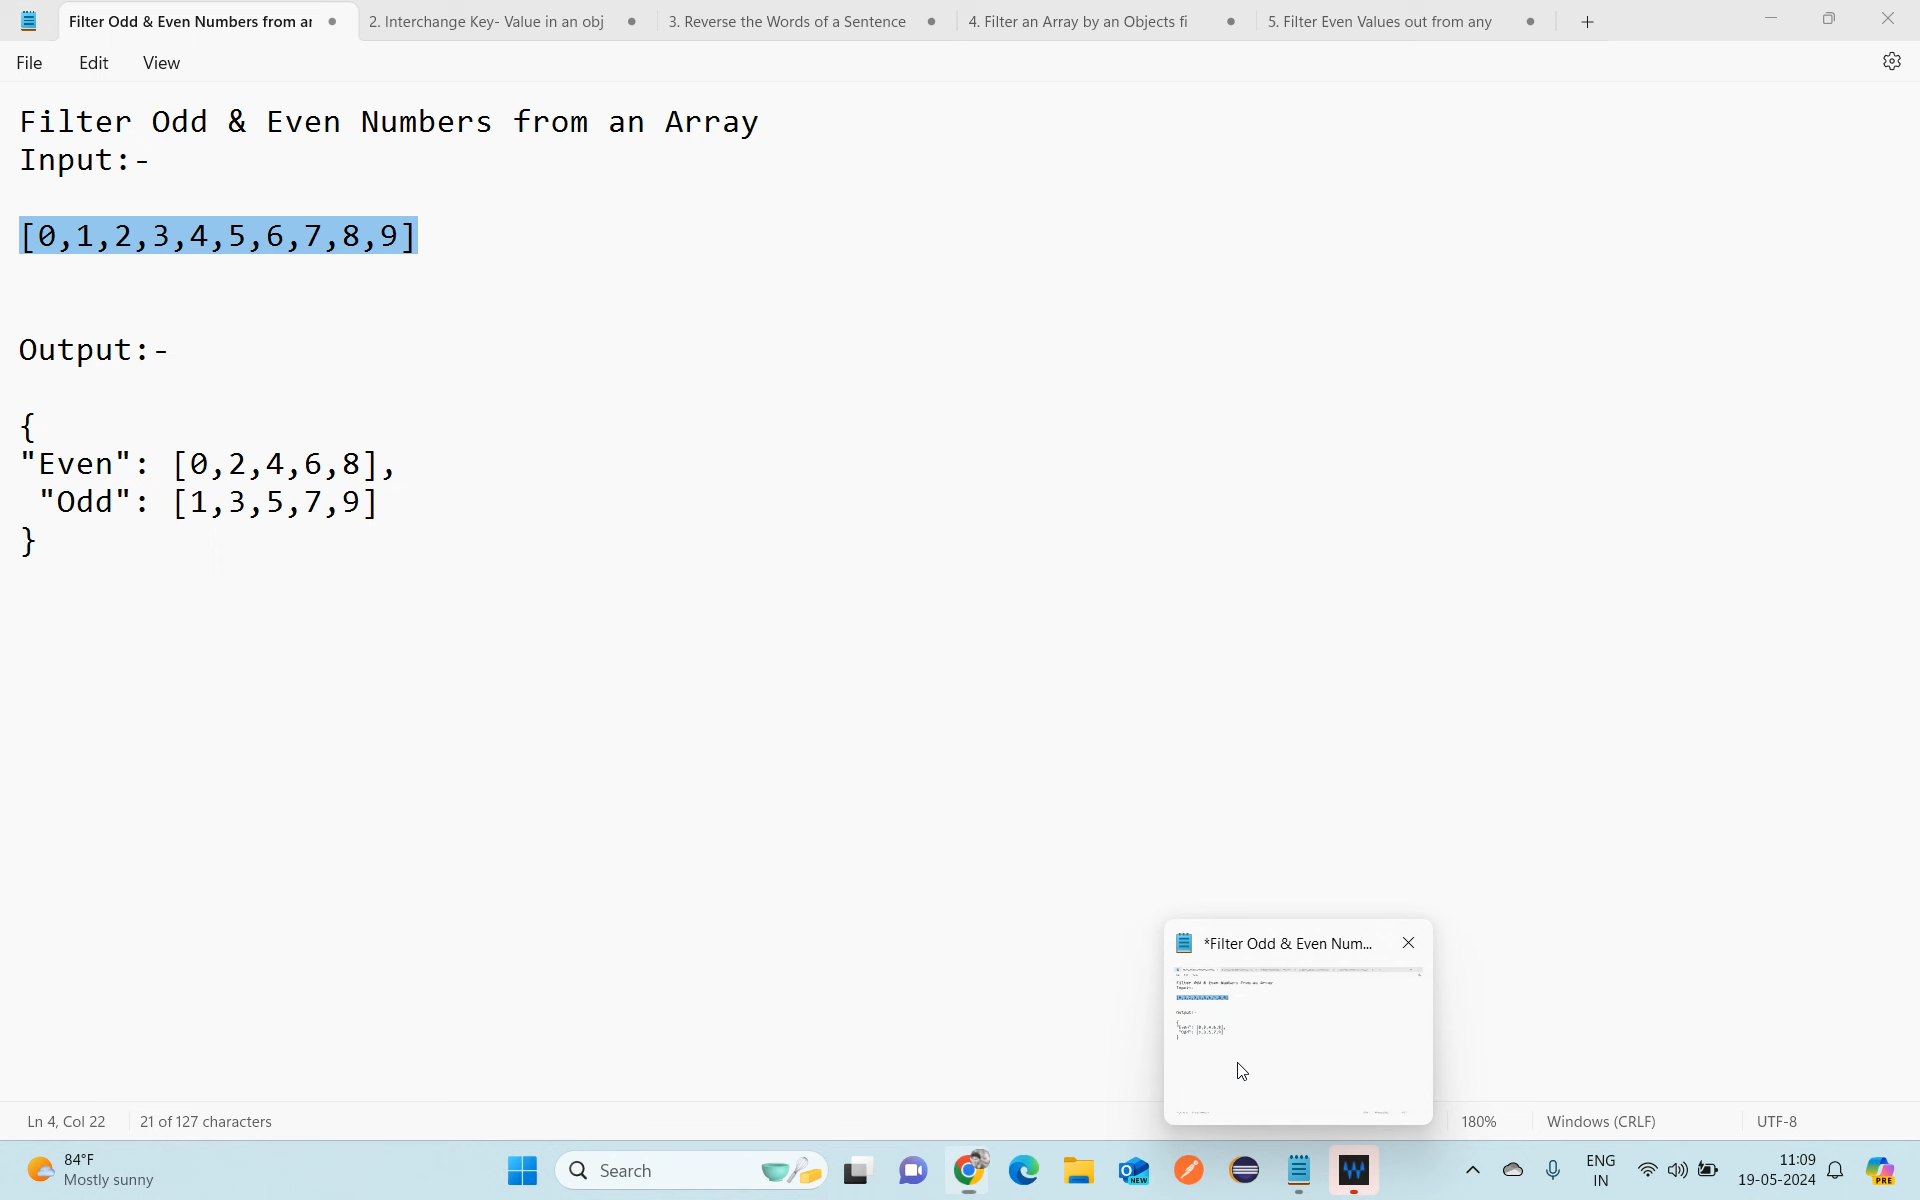 Filter Odd & Even Numbers from ar
2. Interchange Key- Value in an obj
3. Reverse the Words of a Sentence
4. Filter an Array by an Objects fi
5. Filter Even Values out from any
File Edit View
Filter Odd & Even Numbers from an Array
Input:-
[0,1,2,3,4,5,6,7,8,9]
Output:-
{
"Even": [0,2,4,6,8],
"Odd": [1,3,5,7,9]
}
*Filter Odd & Even Num...
Ln 4, Col 22
21 of 127 characters
180%
Windows (CRLF)
UTF-8
84°F
Mostly sunny
Search
NEW
ENG
IN
11:09
19-05-2024
PRE